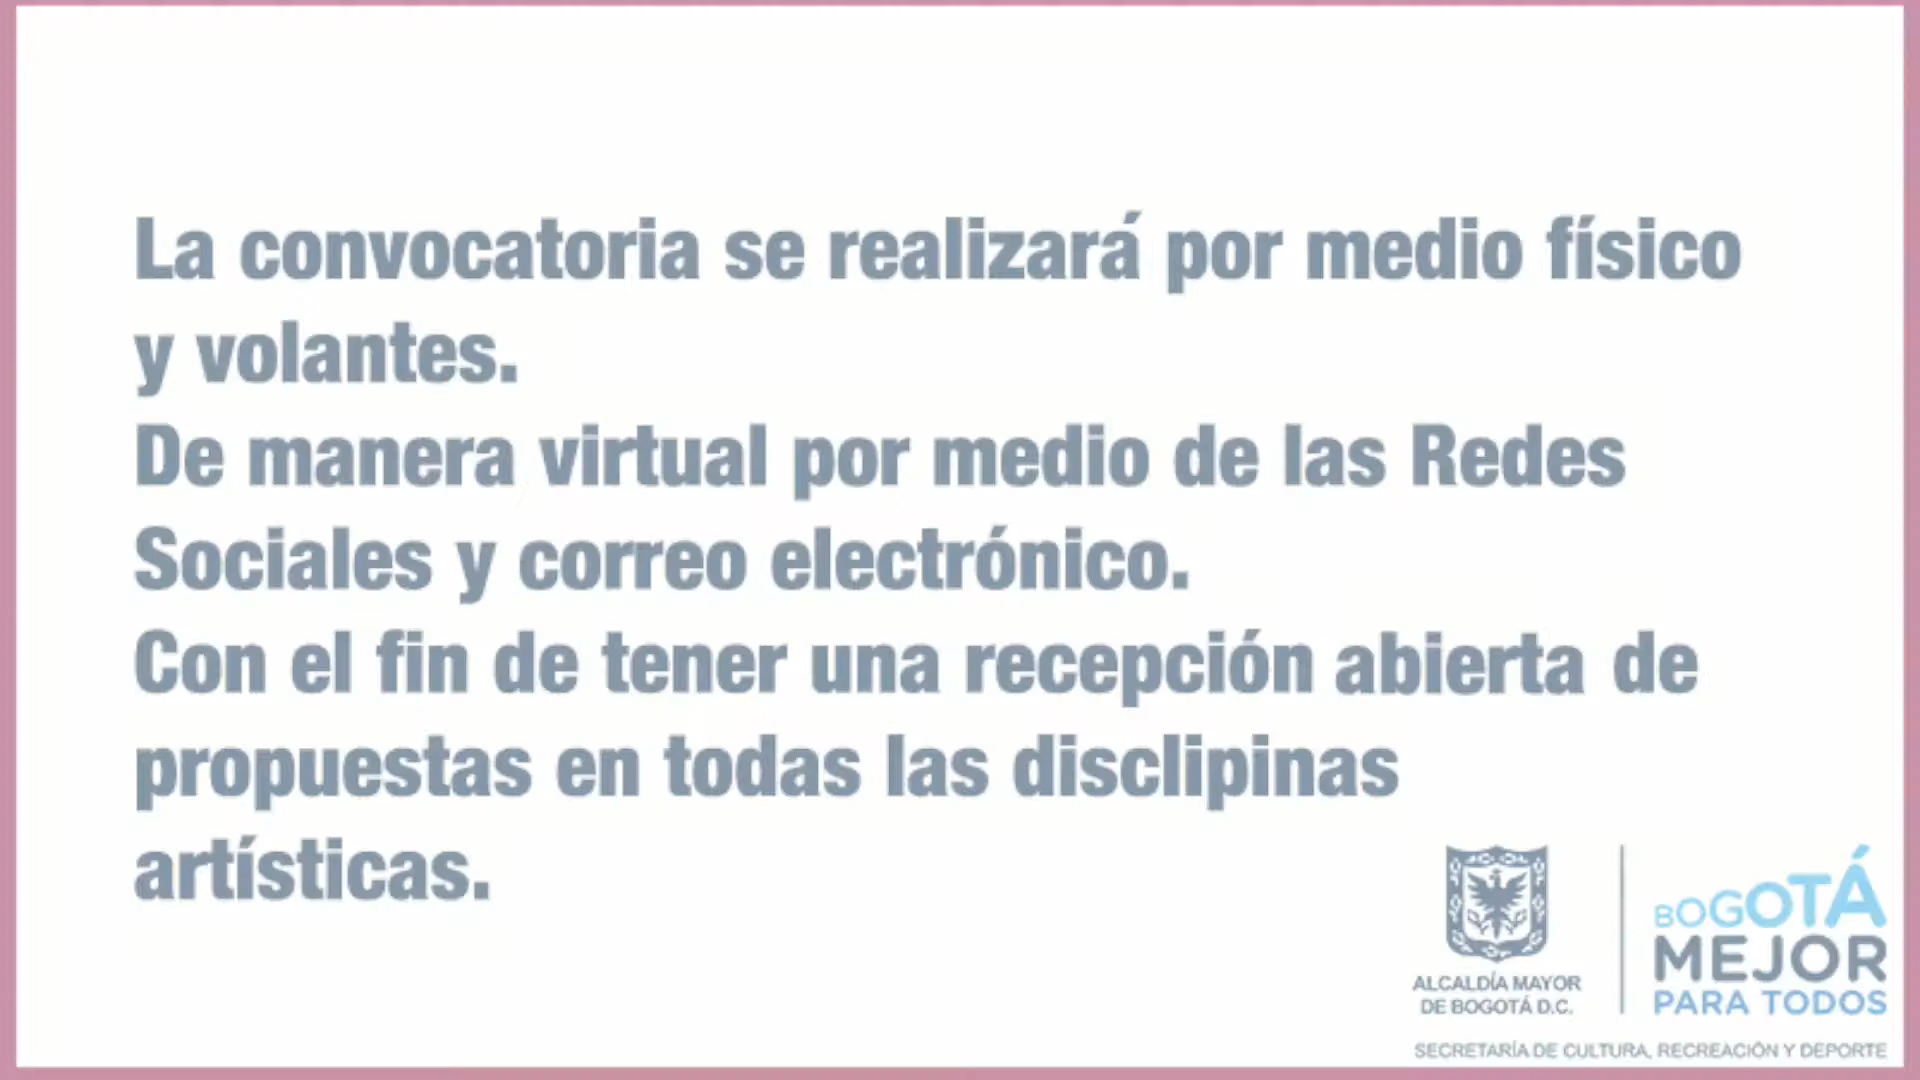 La convocatoria se realizará por medio físico
y volantes.
De manera virtual por medio de las Redes
Sociales y correo electrónico.
Con el fin de tener una recepción abierta de
propuestas en todas las disclipinas
artísticas.
ALCALDÍA MAYOR
DE BOGOTÁ D.C.
BOGOTÁ
MEJOR
PARA TODOS
SECRETARÍA DE CULTURA, RECREACIÓN Y DEPORTE